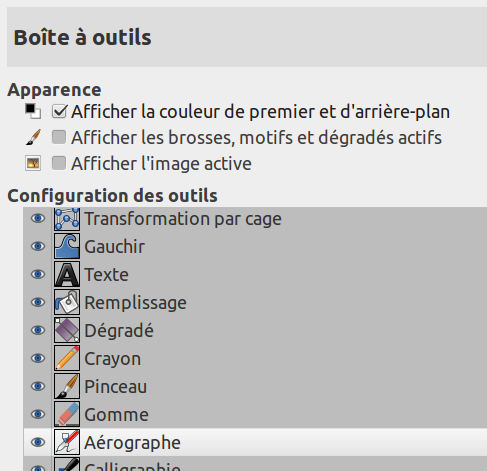 Boîte à outils
Apparence
Afficher la couleur de premier et d'arrière-plan
Afficher les brosses, motifs et dégradés actifs
Afficher l'image active
Configuration des outils
Transformation par cage
Gauchir
Texte
Remplissage
Dégradé
Crayon
Pinceau
Gomme
Aérographe
Calligraphie